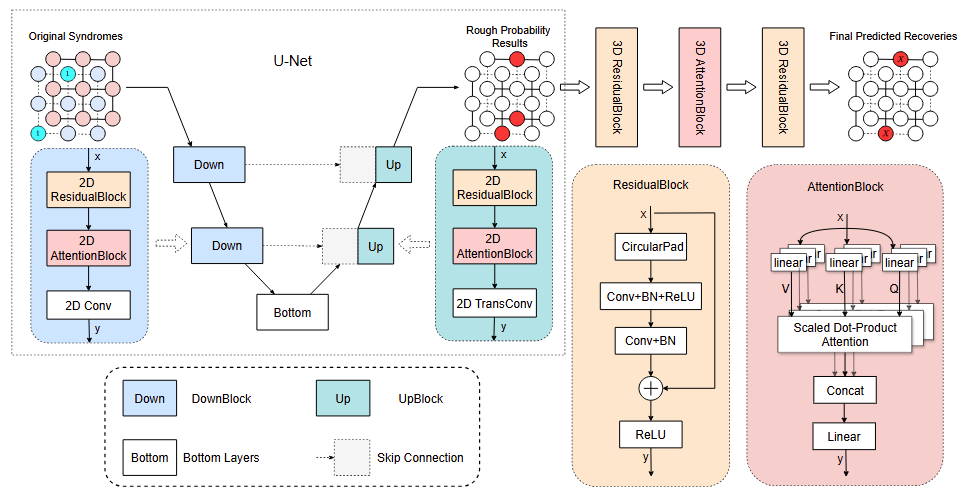 Original Syndromes
U-Net
Rough Probability
Results
3D ResidualBlock
3D AttentionBlock
3D ResidualBlock
Final Predicted Recoveries
1
1
X
X
x
2D
ResidualBlock
2D
AttentionBlock
2D Conv
y
Down
Up
Down
Up
Bottom
x
2D
ResidualBlock
2D
AttentionBlock
2D TransConv
y
ResidualBlock
x
CircularPad
Conv+BN+ReLU
Conv+BN
+
ReLU
y
AttentionBlock
x
linear
linear
linear
V
K
Q
Scaled Dot-Product
Attention
Concat
Linear
y
Down
DownBlock
Up
UpBlock
Bottom
Bottom Layers
Skip Connection